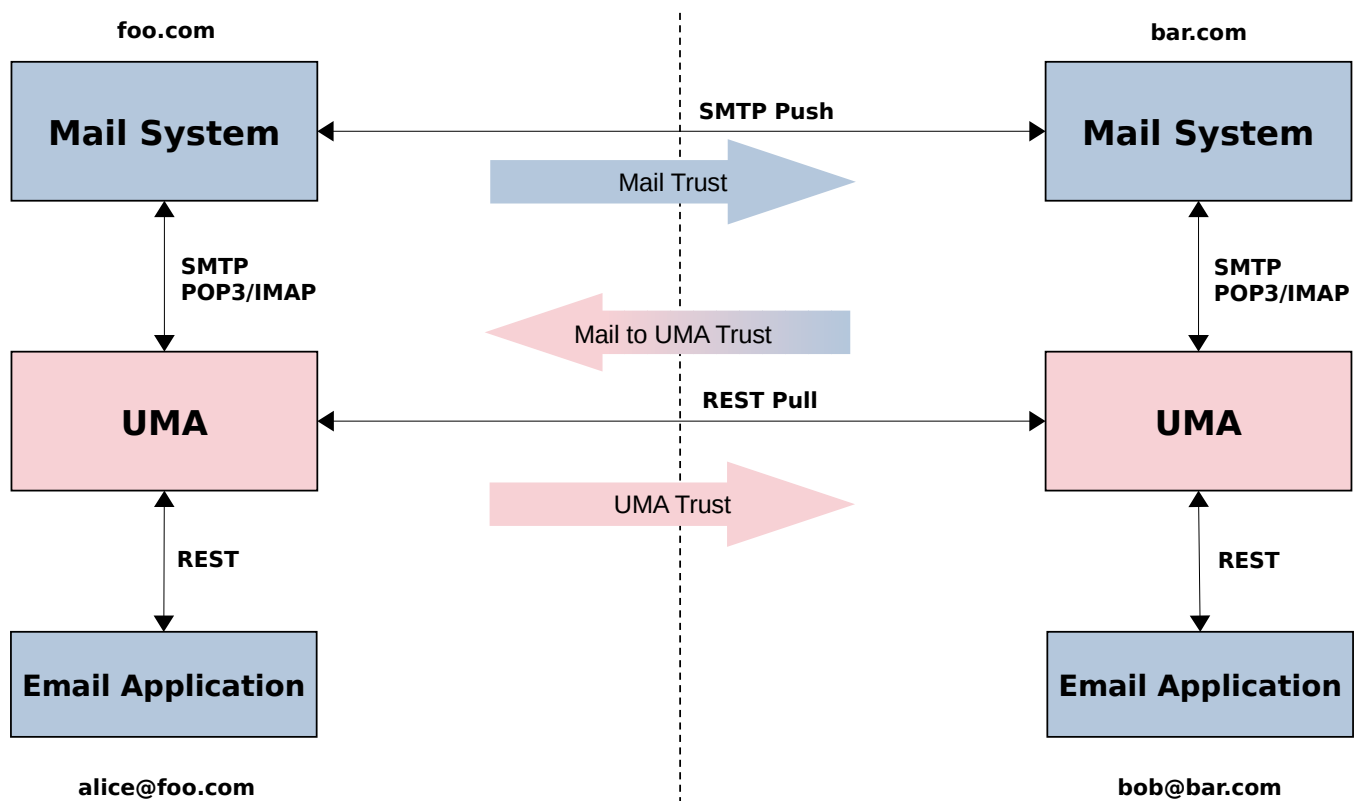 foo.com
bar.com
Mail System
SMTP Push
Mail System
Mail Trust
SMTP
POP3/IMAP
SMTP
POP3/IMAP
Mail to UMA Trust
UMA
REST Pull
UMA
UMA Trust
REST
REST
Email Application
Email Application
alice@foo.com
bob@bar.com